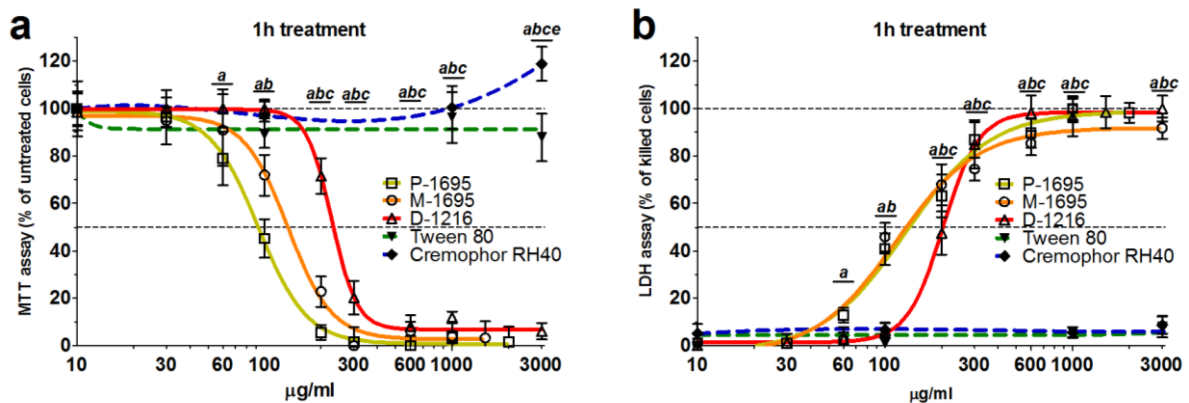 a
1h treatment
MTT assay (% of untreated cells)
120
100
80
60
40
20
0
a
ab
abc
abc
abc
abc
abce
P-1695
M-1695
D-1216
Tween 80
Cremophor RH40
10
30
60
100
300
600
1000
3000
µg/ml
b
1h treatment
LDH assay (% of killed cells)
120
100
80
60
40
20
0
a
ab
abc
abc
abc
abc
abc
P-1695
M-1695
D-1216
Tween 80
Cremophor RH40
10
30
60
100
300
600
1000
3000
µg/ml